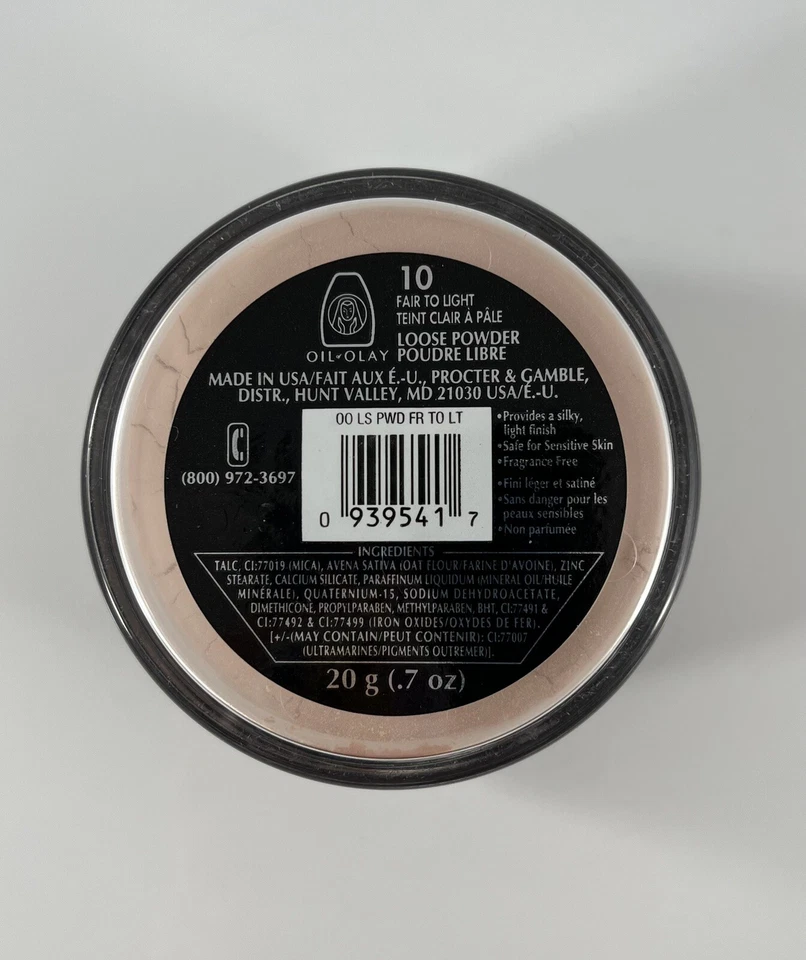 10
FAIR TO LIGHT
TEINT CLAIR À PÂLE
LOOSE POWDER
OIL of OLAY POUDRE LIBRE
MADE IN USA/FAIT AUX É.-U., PROCTER & GAMBLE,
DISTR., HUNT VALLEY, MD 21030 USA/É.-U.
(800) 972-3697
00 LS PWD FR TO LT
0 939541 7
•Provides a silky,
light finish
•Safe for Sensitive Skin
•Fragrance Free
•Fini léger et satiné
•Sans danger pour les
peaux sensibles
•Non parfumée
INGREDIENTS
TALC, CI:77019 (MICA), AVENA SATIVA (OAT FLOUR/FARINE D'AVOINE), ZINC
STEARATE, CALCIUM SILICATE, PARAFFINUM LIQUIDUM (MINERAL OIL/HUILE
MINÉRALE), QUATERNIUM-15, SODIUM DEHYDROACETATE,
DIMETHICONE, PROPYLPARABEN, METHYLPARABEN, BHT, CI:77491 &
CI:77492 & CI:77499 (IRON OXIDES/OXYDES DE FER).
[+/-(MAY CONTAIN/PEUT CONTENIR): CI:77007
(ULTRAMARINES/PIGMENTS OUTREMER)].
20 g (.7 oz)